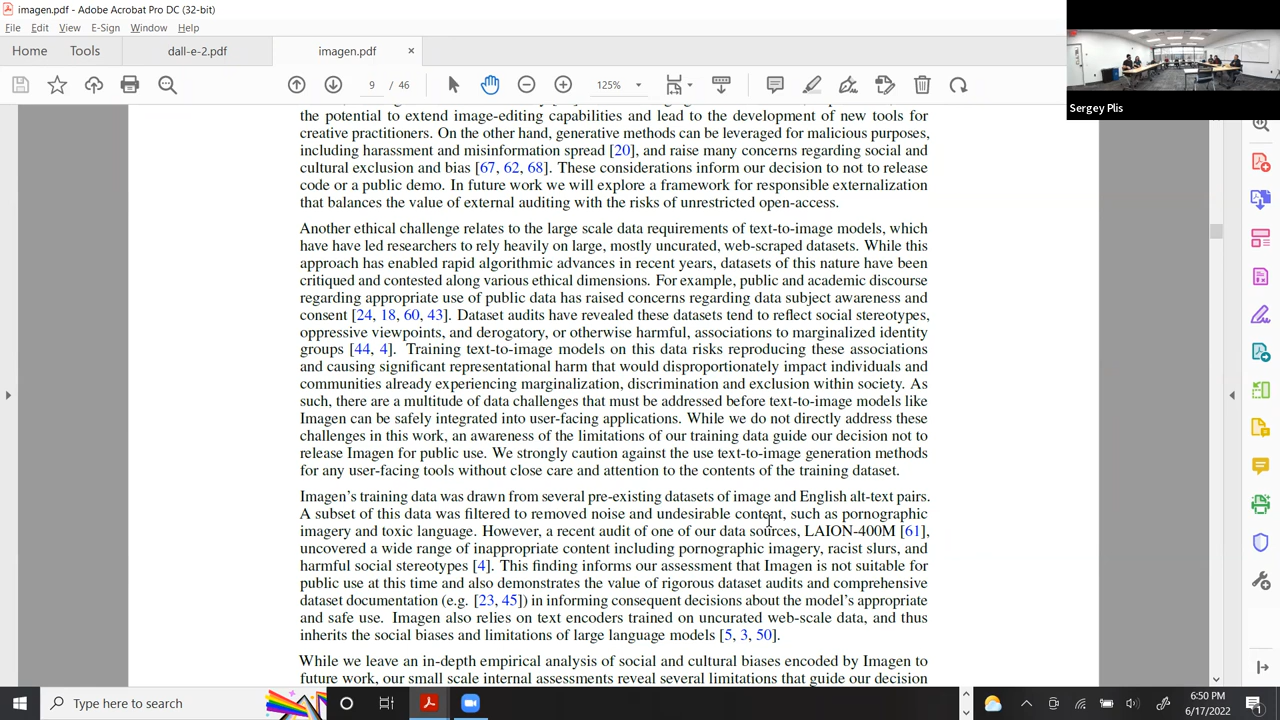 imagen.pdf - Adobe Acrobat Pro DC (32-bit)
File Edit View E-Sign Window Help
Home Tools dall-e-2.pdf imagen.pdf ×
9 / 46 125%
Sergey Plis
the potential to extend image-editing capabilities and lead to the development of new tools for
creative practitioners. On the other hand, generative methods can be leveraged for malicious purposes,
including harassment and misinformation spread [20], and raise many concerns regarding social and
cultural exclusion and bias [67, 62, 68]. These considerations inform our decision to not to release
code or a public demo. In future work we will explore a framework for responsible externalization
that balances the value of external auditing with the risks of unrestricted open-access.
Another ethical challenge relates to the large scale data requirements of text-to-image models, which
have have led researchers to rely heavily on large, mostly uncurated, web-scraped datasets. While this
approach has enabled rapid algorithmic advances in recent years, datasets of this nature have been
critiqued and contested along various ethical dimensions. For example, public and academic discourse
regarding appropriate use of public data has raised concerns regarding data subject awareness and
consent [24, 18, 60, 43]. Dataset audits have revealed these datasets tend to reflect social stereotypes,
oppressive viewpoints, and derogatory, or otherwise harmful, associations to marginalized identity
groups [44, 4]. Training text-to-image models on this data risks reproducing these associations
and causing significant representational harm that would disproportionately impact individuals and
communities already experiencing marginalization, discrimination and exclusion within society. As
such, there are a multitude of data challenges that must be addressed before text-to-image models like
Imagen can be safely integrated into user-facing applications. While we do not directly address these
challenges in this work, an awareness of the limitations of our training data guide our decision not to
release Imagen for public use. We strongly caution against the use text-to-image generation methods
for any user-facing tools without close care and attention to the contents of the training dataset.
Imagen's training data was drawn from several pre-existing datasets of image and English alt-text pairs.
A subset of this data was filtered to removed noise and undesirable content, such as pornographic
imagery and toxic language. However, a recent audit of one of our data sources, LAION-400M [61],
uncovered a wide range of inappropriate content including pornographic imagery, racist slurs, and
harmful social stereotypes [4]. This finding informs our assessment that Imagen is not suitable for
public use at this time and also demonstrates the value of rigorous dataset audits and comprehensive
dataset documentation (e.g. [23, 45]) in informing consequent decisions about the model's appropriate
and safe use. Imagen also relies on text encoders trained on uncurated web-scale data, and thus
inherits the social biases and limitations of large language models [5, 3, 50].
While we leave an in-depth empirical analysis of social and cultural biases encoded by Imagen to
future work, our small scale internal assessments reveal several limitations that guide our decision
Type here to search
6:50 PM
6/17/2022
1